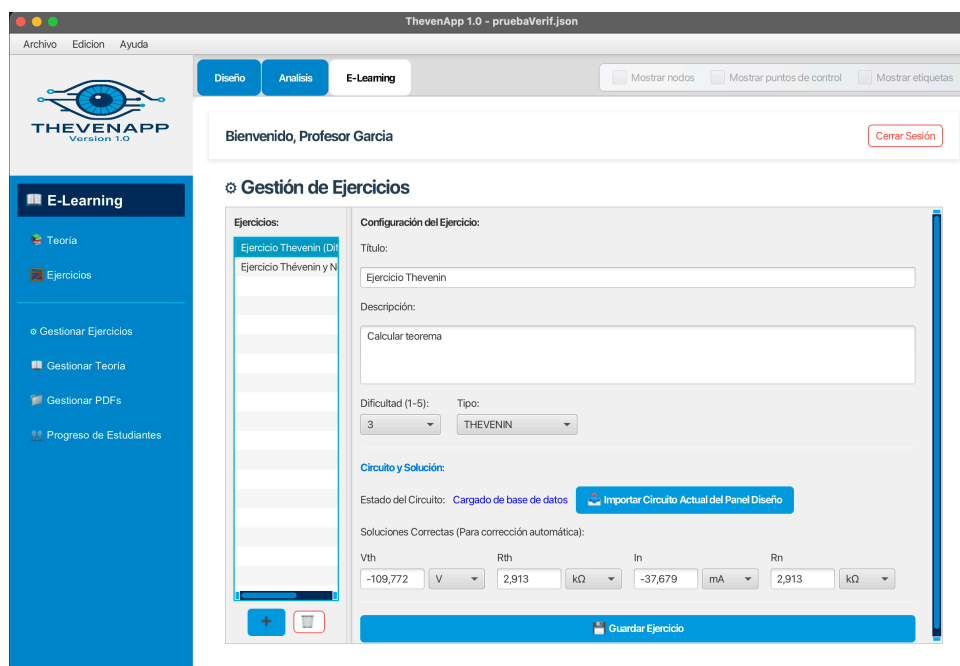 ThevenApp 1.0 - pruebaVerif.json
Archivo Edicion Ayuda
THEVENAPP
Version 1.0
Diseño Analisis E-Learning
Mostrar nodos Mostrar puntos de control Mostrar etiquetas
Bienvenido, Profesor Garcia
Cerrar Sesión
E-Learning
Teoría
Ejercicios
Gestionar Ejercicios
Gestionar Teoría
Gestionar PDFs
Progreso de Estudiantes
Gestión de Ejercicios
Ejercicios:
Ejercicio Thevenin (Dif
Ejercicio Thévenin y N
+
Configuración del Ejercicio:
Título:
Ejercicio Thevenin
Descripción:
Calcular teorema
Dificultad (1-5): Tipo:
3 THEVENIN
Circuito y Solución:
Estado del Circuito: Cargado de base de datos Importar Circuito Actual del Panel Diseño
Soluciones Correctas (Para corrección automática):
Vth Rth In Rn
-109,772 V 2,913 kΩ -37,679 mA 2,913 kΩ
Guardar Ejercicio